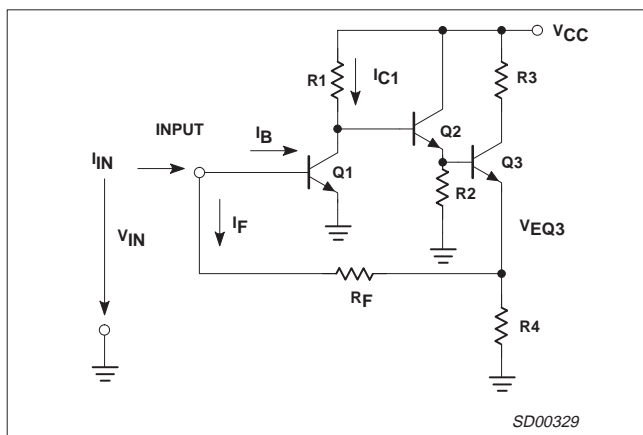 VCC
R1
IC1
R3
INPUT
IB
Q2
IIN
Q1
Q3
R2
IF
VIN
VEQ3
RF
R4
SD00329